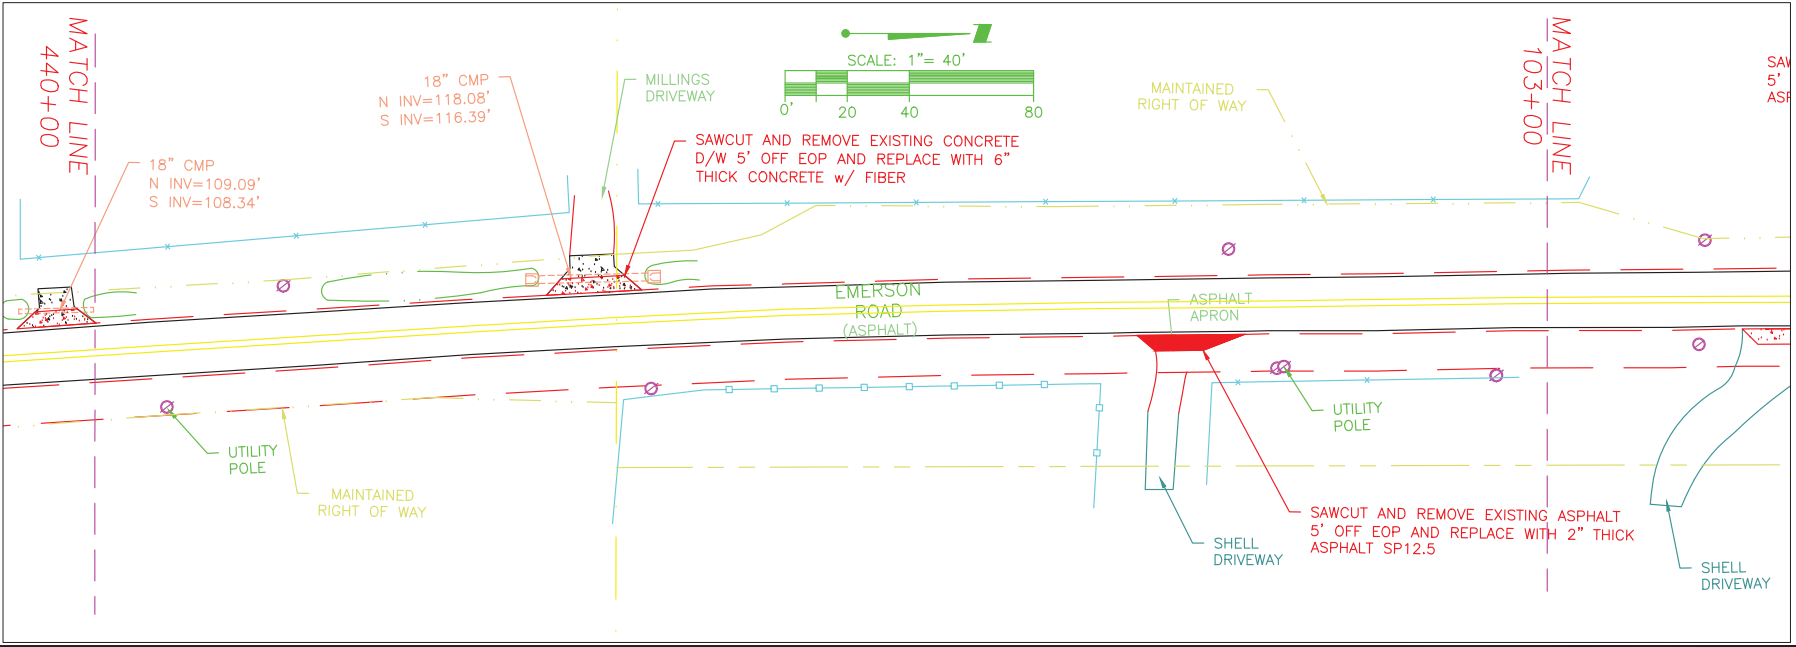 MATCH LINE
440+00
18" CMP
N INV=109.09'
S INV=108.34'
18" CMP
N INV=118.08'
S INV=116.39'
MILLINGS
DRIVEWAY
SCALE: 1"= 40'
0'
20
40
80
SAWCUT AND REMOVE EXISTING CONCRETE
D/W 5' OFF EOP AND REPLACE WITH 6"
THICK CONCRETE w/ FIBER
MAINTAINED
RIGHT OF WAY
MATCH LINE
103+00
5'
EMERSON
ROAD
(ASPHALT)
ASPHALT
APRON
UTILITY
POLE
MAINTAINED
RIGHT OF WAY
UTILITY
POLE
SHELL
DRIVEWAY
SAWCUT AND REMOVE EXISTING ASPHALT
5' OFF EOP AND REPLACE WITH 2" THICK
ASPHALT SP12.5
SHELL
DRIVEWAY